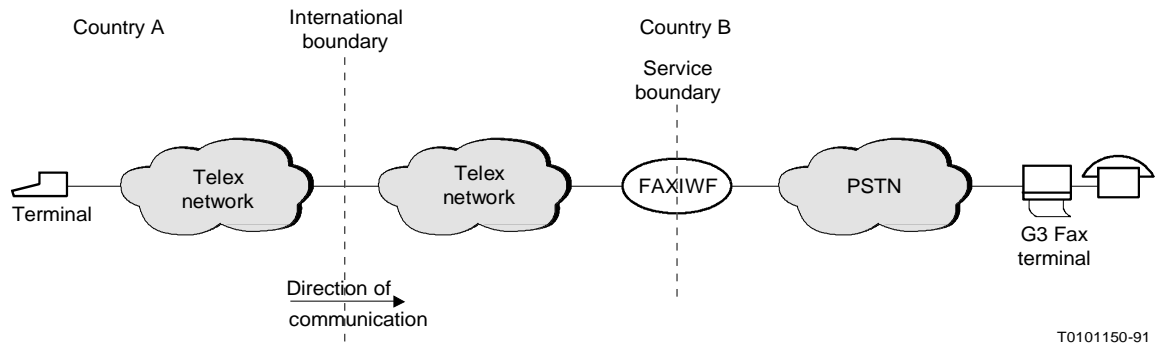 Country A
International
boundary
Country B
Service
boundary
Terminal
Telex
network
Telex
network
FAXIWF
PSTN
G3 Fax
terminal
Direction of
communication
T0101150-91